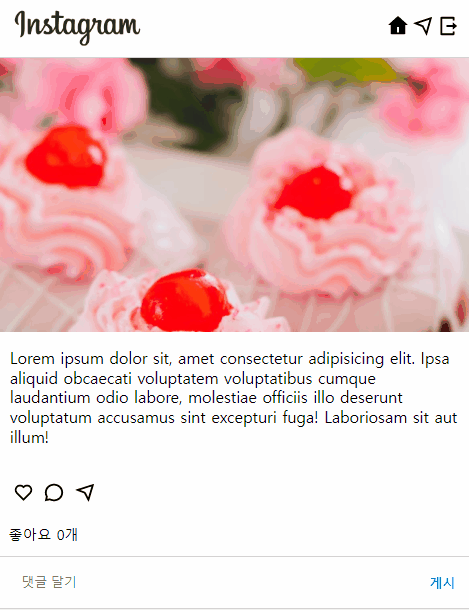 Instagram
Lorem ipsum dolor sit, amet consectetur adipisicing elit. Ipsa
aliquid obcaecati voluptatem voluptatibus cumque
laudantium odio labore, molestiae officiis illo deserunt
voluptatum accusamus sint excepturi fuga! Laboriosam sit aut
illum!
좋아요 0개
댓글 달기
게시